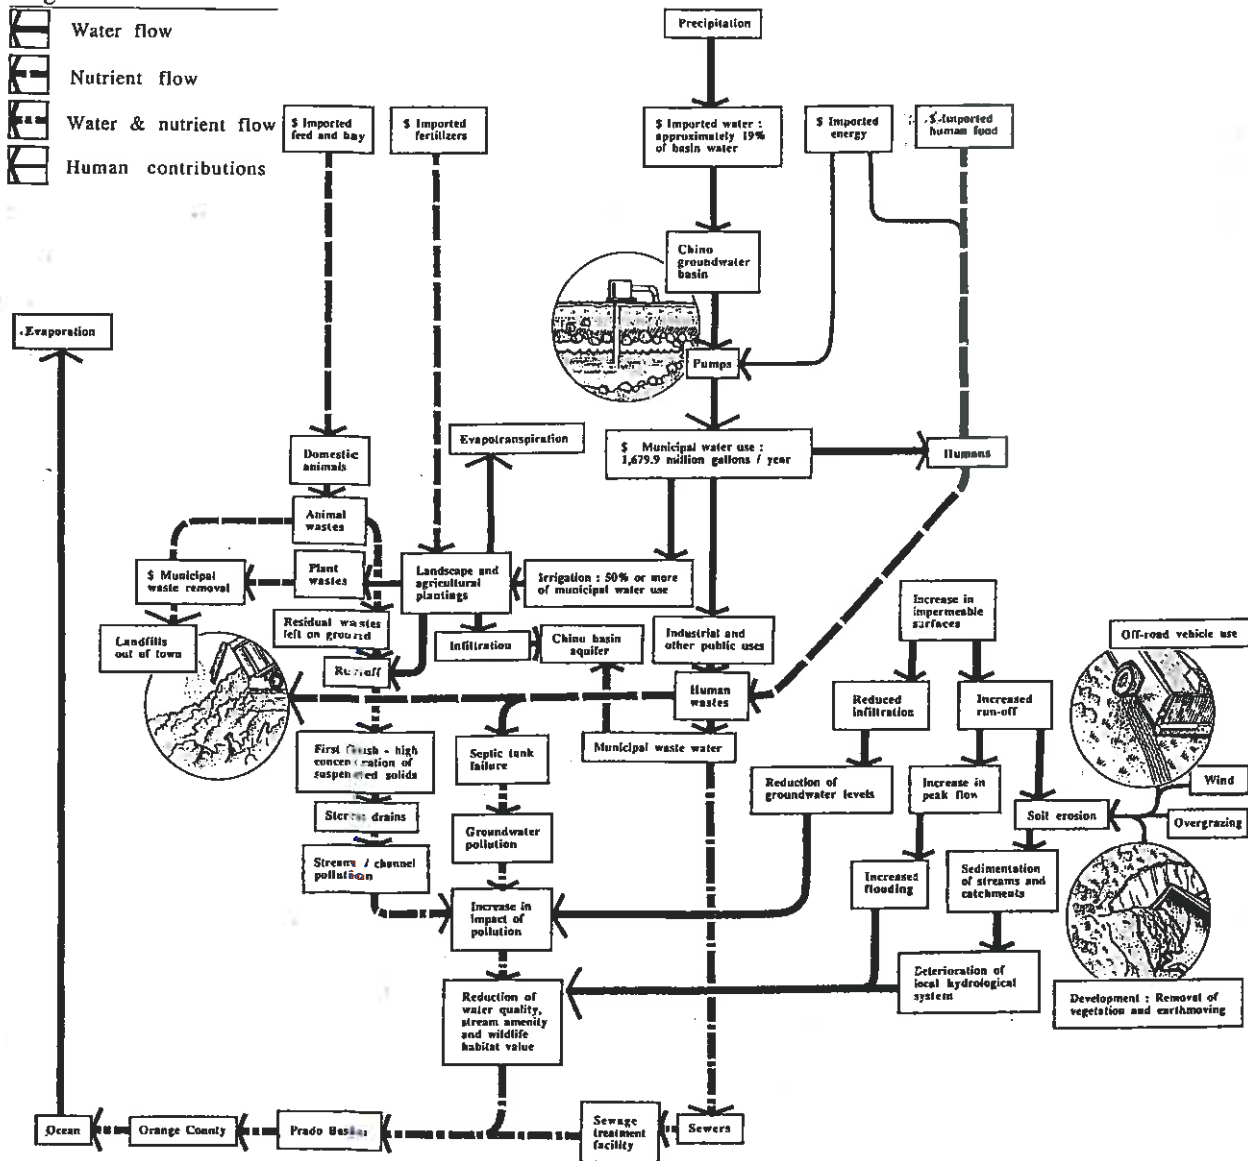 Water flow
Nutrient flow
Water & nutrient flow
Human contributions
Precipitation
$ Imported
feed and hay
$ Imported
fertilizers
$ Imported water :
approximately 19%
of basin water
$ Imported
energy
$ Imported
human food
Chino
groundwater
basin
Evaporation
Pumps
Evapotranspiration
$ Municipal water use :
1,679.9 million gallons / year
Humans
Domestic
animals
Animal
wastes
$ Municipal
waste removal
Plant
wastes
Landscape and
agricultural
plantings
Irrigation : 50% or more
of municipal water use
Increase in
impermeable
surfaces
Landfills
out of town
Residual wastes
left on ground
Infiltration
Chino basin
aquifer
Industrial and
other public uses
Off-road vehicle use
Run-off
Human
wastes
Reduced
infiltration
Increased
run-off
First flush - high
concentration of
suspended solids
Septic tank
failure
Municipal waste water
Reduction of
groundwater levels
Increase in
peak flow
Wind
Storm drains
Groundwater
pollution
Soil erosion
Overgrazing
Stream / channel
pollution
Increased
flooding
Sedimentation
of streams and
catchments
Increase in
impact of
pollution
Reduction of
water quality,
stream amenity
and wildlife
habitat value
Deterioration of
local hydrological
system
Development : Removal of
vegetation and earthmoving
Ocean
Orange County
Prado Basin
Sewage
treatment
facility
Sewers